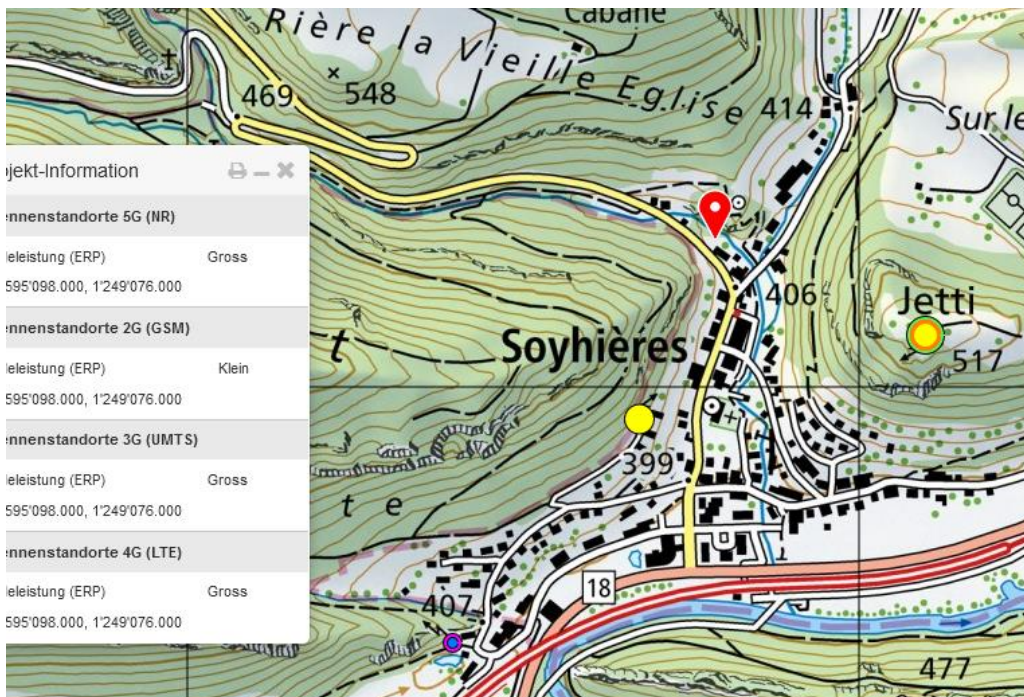 Cabane
Rière la Vieille Eglise
469
548
414
Sur le
jekt-Information
ennenstandorte 5G (NR)
leleistung (ERP) Gross
595'098.000, 1'249'076.000
ennenstandorte 2G (GSM)
leleistung (ERP) Klein
595'098.000, 1'249'076.000
ennenstandorte 3G (UMTS)
leleistung (ERP) Gross
595'098.000, 1'249'076.000
ennenstandorte 4G (LTE)
leleistung (ERP) Gross
595'098.000, 1'249'076.000
406
Jetti
t
Soyhières
517
399
t e
18
407
477